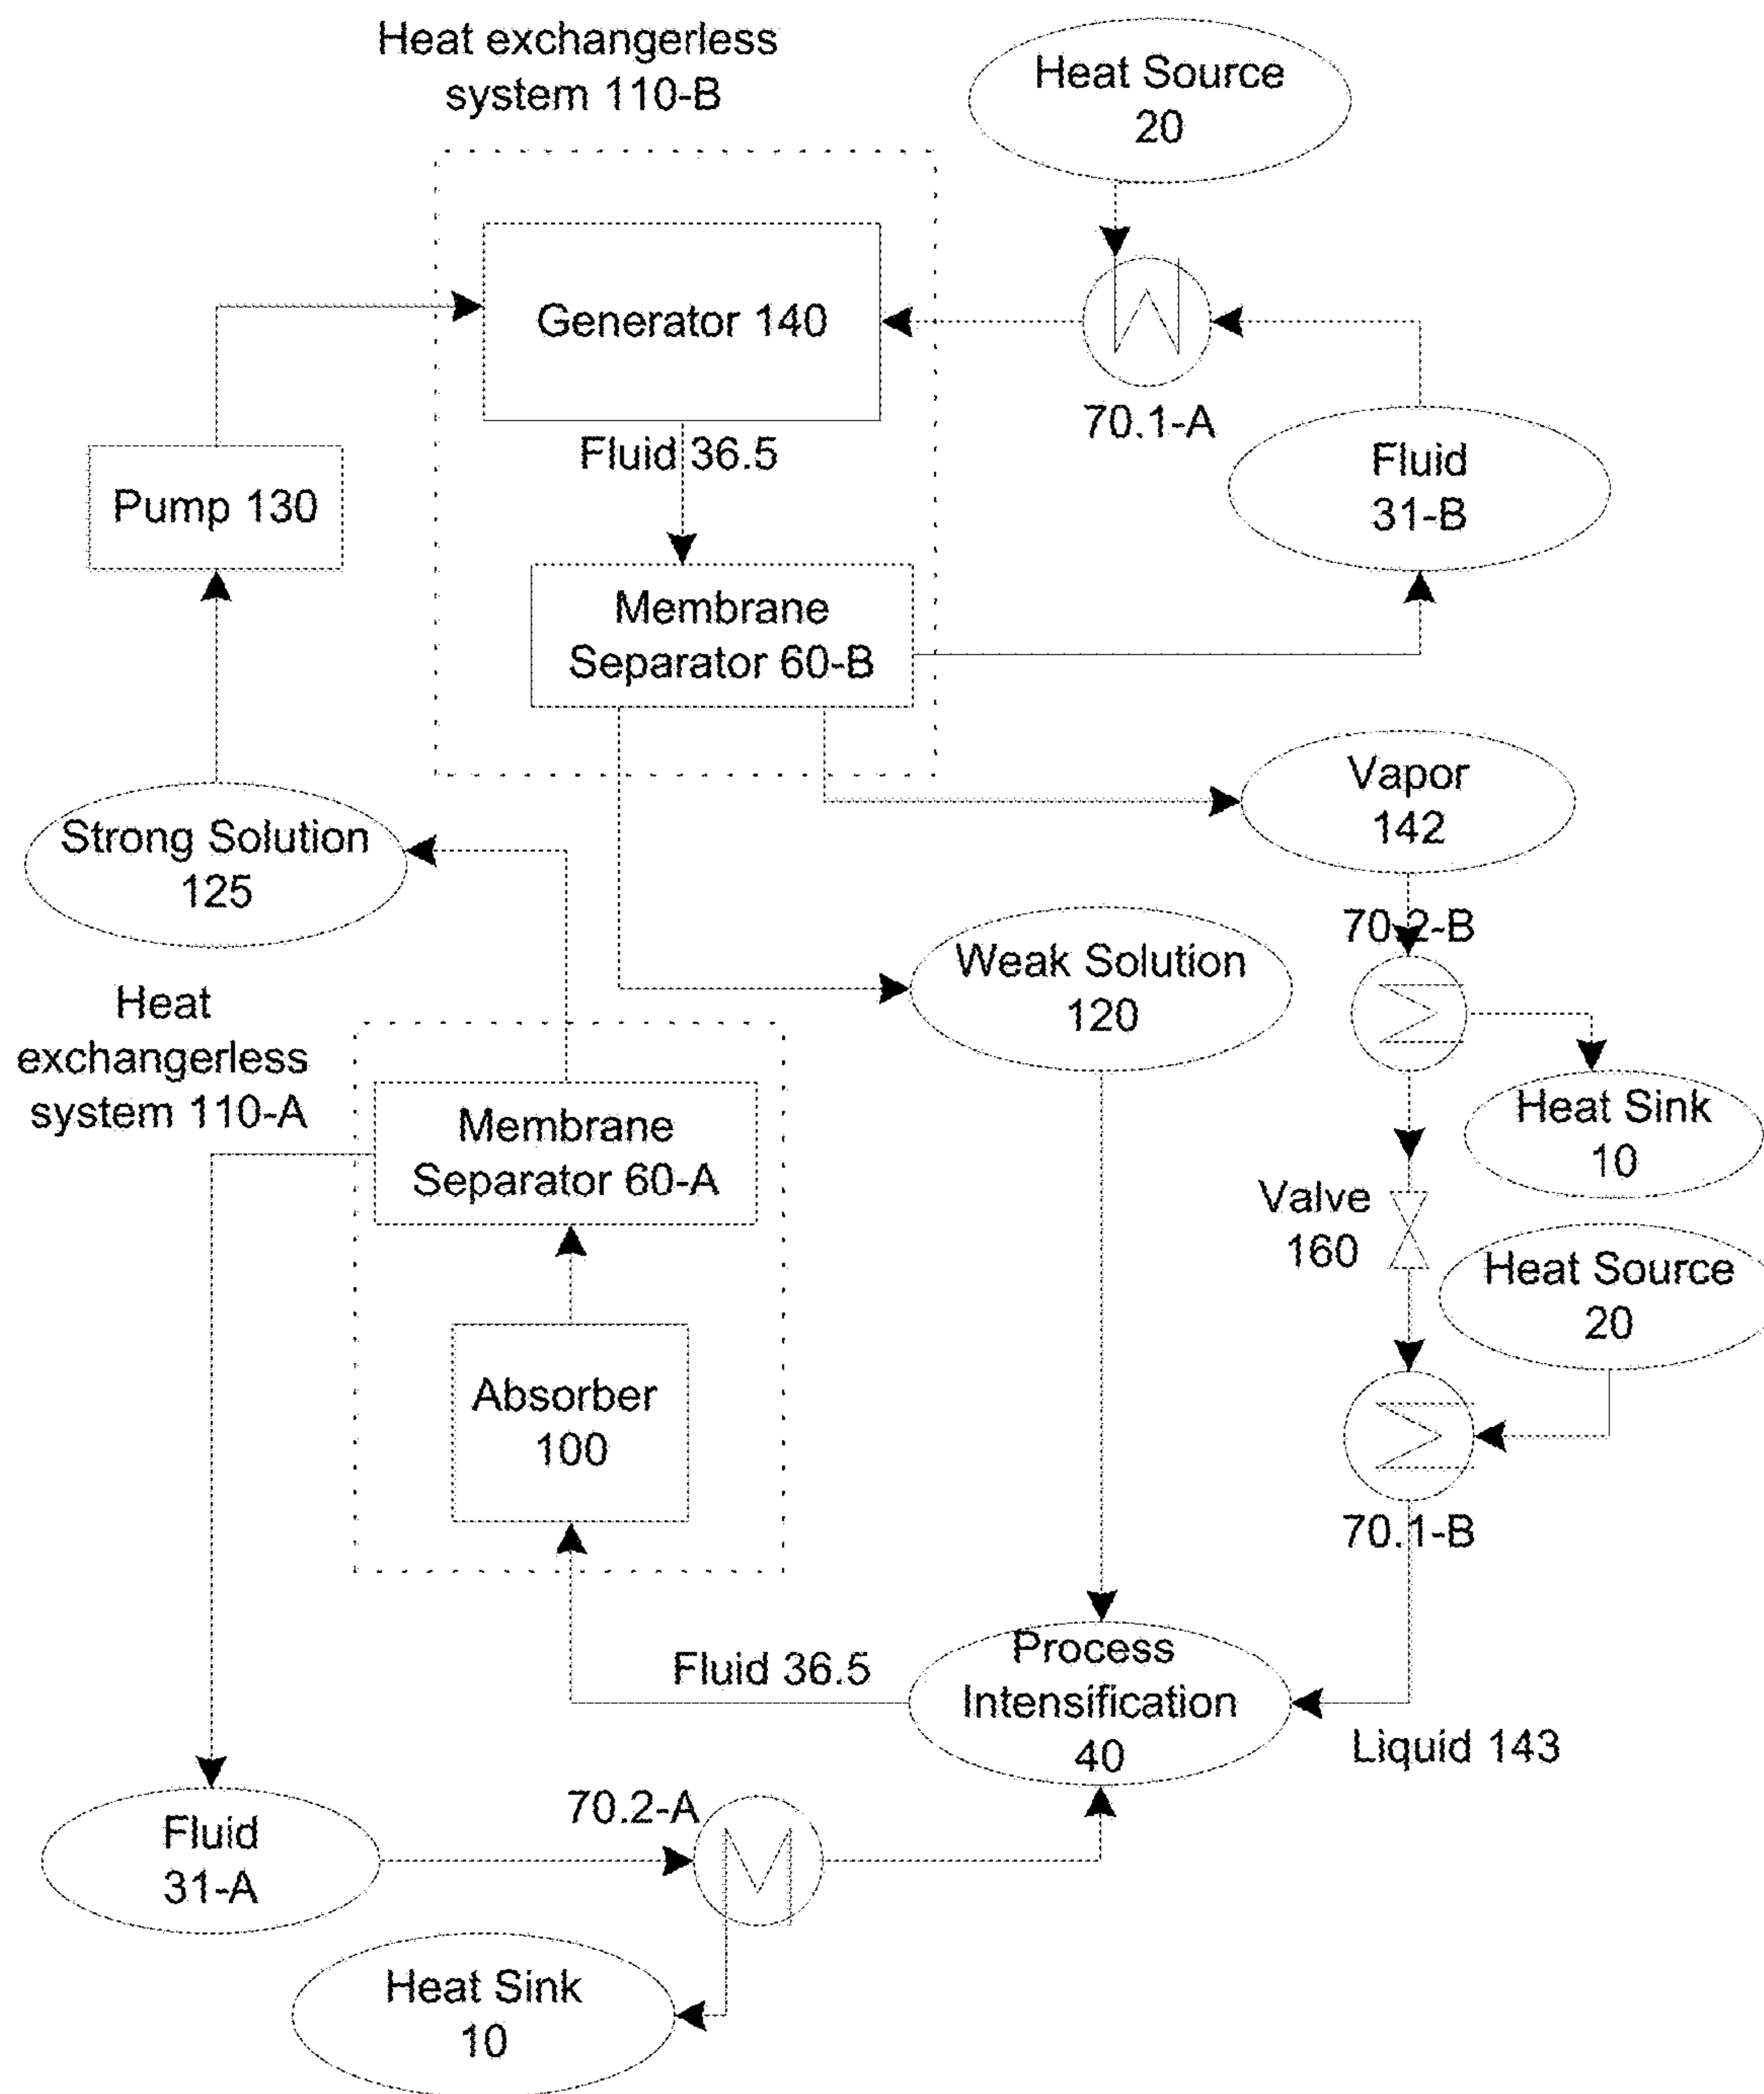 Heat exchangerless
system 110-B
Heat Source
20
Generator 140
70.1-A
Fluid 36.5
Fluid
31-B
Pump 130
Membrane
Separator 60-B
Vapor
142
Strong Solution
125
70.2-B
Weak Solution
120
Heat
exchangerless
system 110-A
Heat Sink
10
Membrane
Separator 60-A
Valve
160
Heat Source
20
Absorber
100
70.1-B
Process
Intensification
40
Fluid 36.5
Liquid 143
70.2-A
Fluid
31-A
Heat Sink
10